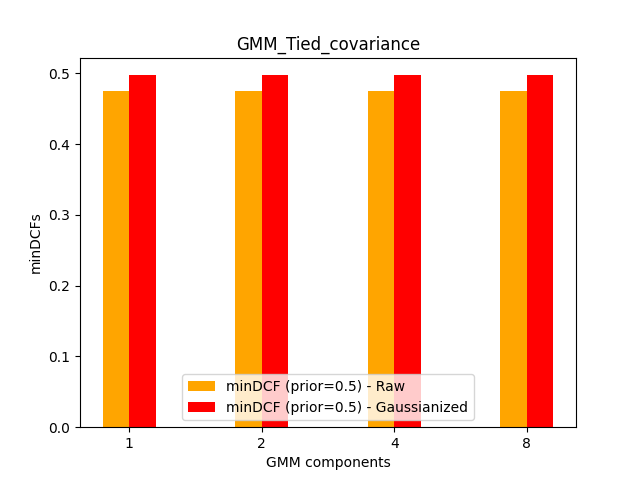 GMM_Tied_covariance
minDCFs
0.5
0.4
0.3
0.2
0.1
0.0
minDCF (prior=0.5) - Raw
minDCF (prior=0.5) - Gaussianized
1 2 4 8
GMM components